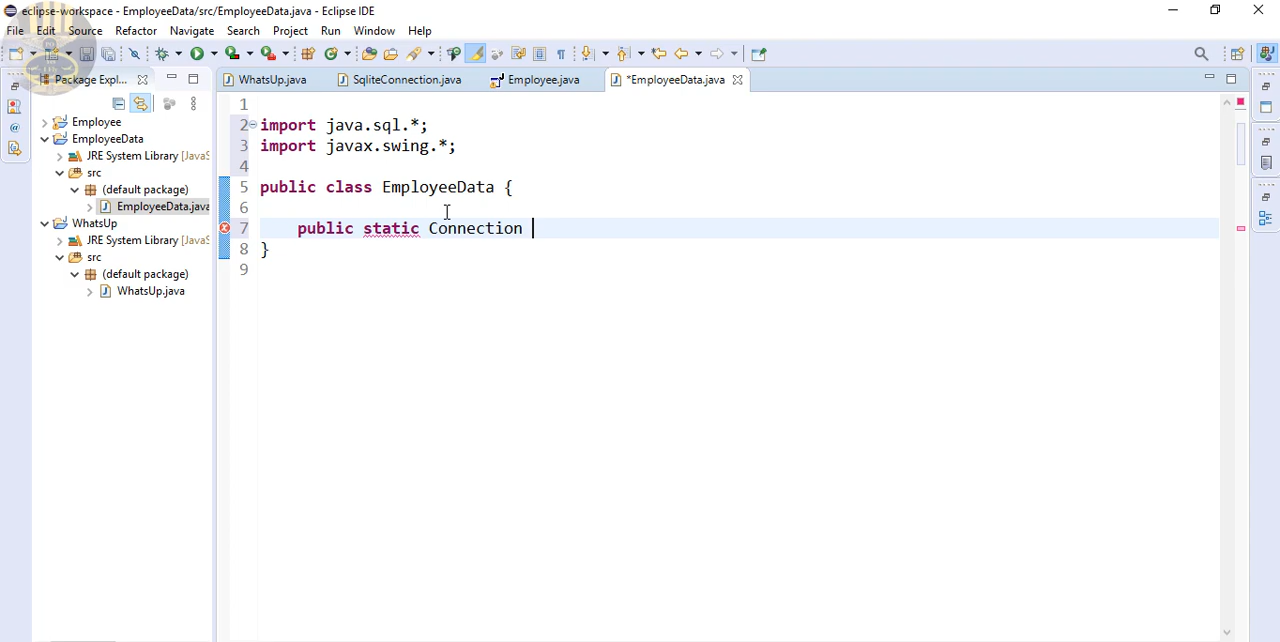 eclipse-workspace - EmployeeData/src/EmployeeData.java - Eclipse IDE
File Edit Source Refactor Navigate Search Project Run Window Help
Package Expl...
WhatsUp.java
SqliteConnection.java
Employee.java
*EmployeeData.java
Employee
EmployeeData
JRE System Library [JavaS
src
(default package)
EmployeeData.java
WhatsUp
JRE System Library [JavaS
src
(default package)
WhatsUp.java
1
2 import java.sql.*;
3 import javax.swing.*;
4
5 public class EmployeeData {
6
7 public static Connection
8 }
9